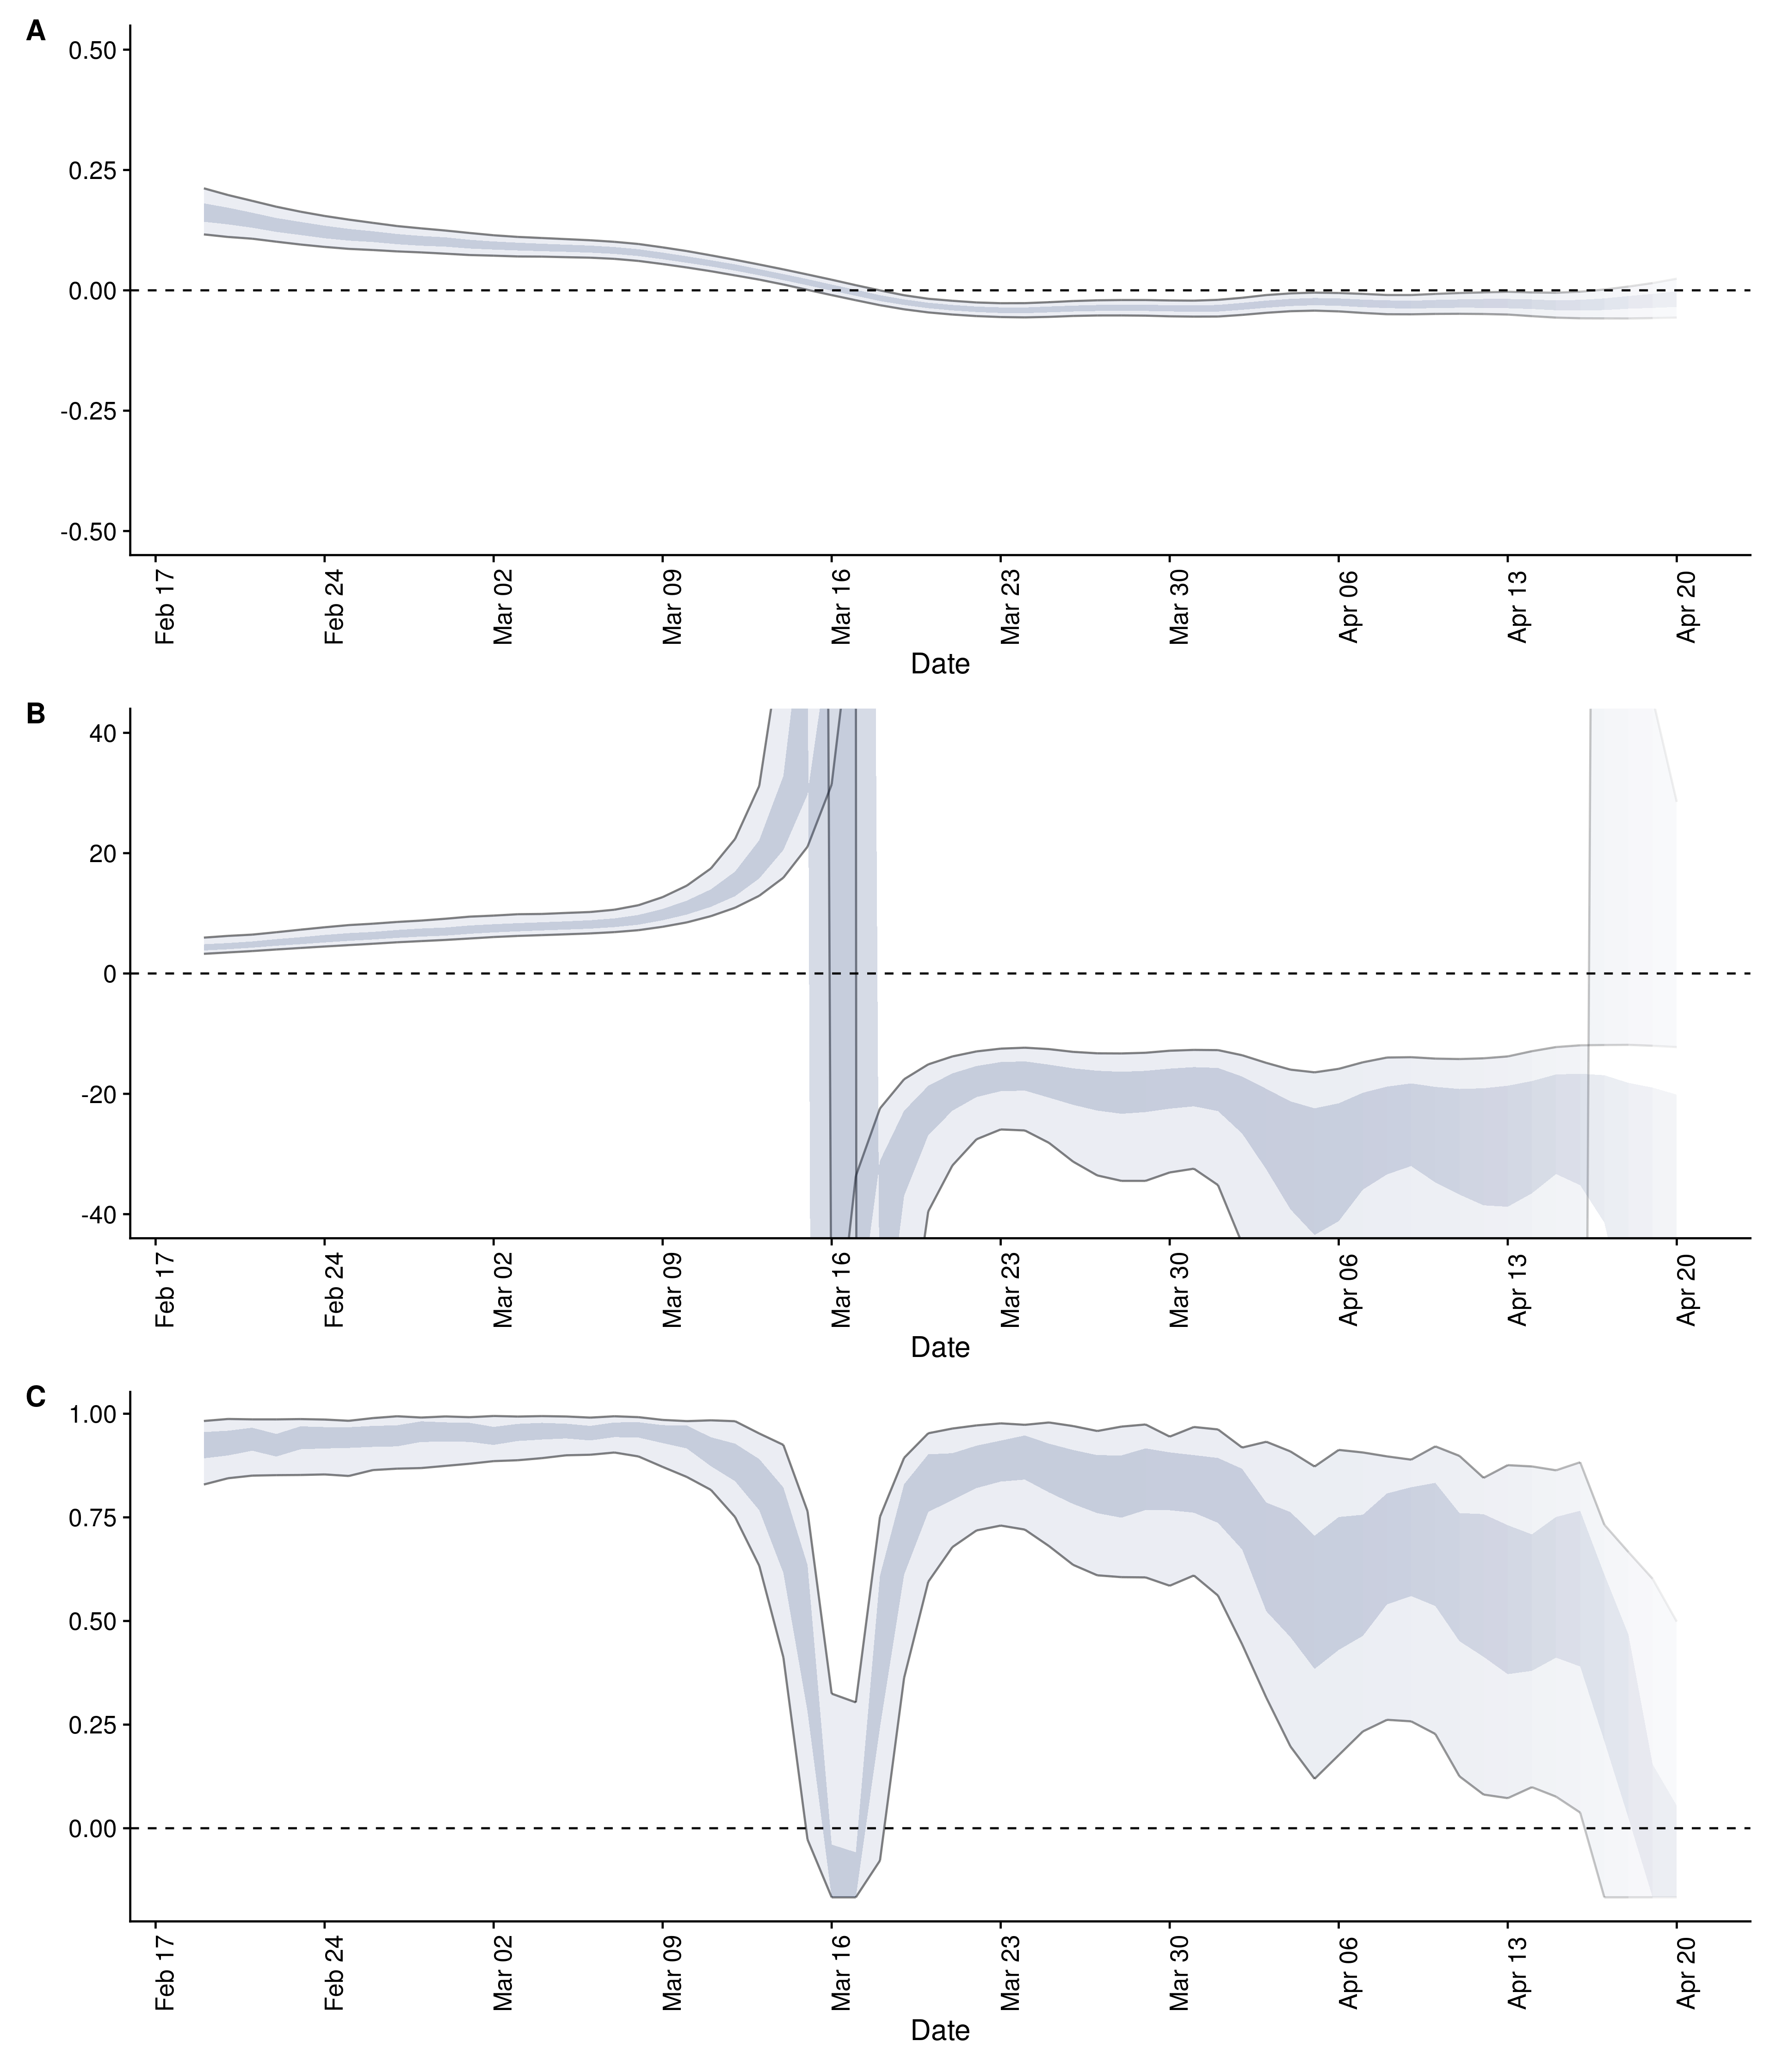 A
0.50
0.25
0.00
-0.25
-0.50
Feb 17
Feb 24
Mar 02
Mar 09
Mar 16
Mar 23
Mar 30
Apr 06
Apr 13
Apr 20
Date
B
40
20
0
-20
-40
Feb 17
Feb 24
Mar 02
Mar 09
Mar 16
Mar 23
Mar 30
Apr 06
Apr 13
Apr 20
Date
C
1.00
0.75
0.50
0.25
0.00
Feb 17
Feb 24
Mar 02
Mar 09
Mar 16
Mar 23
Mar 30
Apr 06
Apr 13
Apr 20
Date